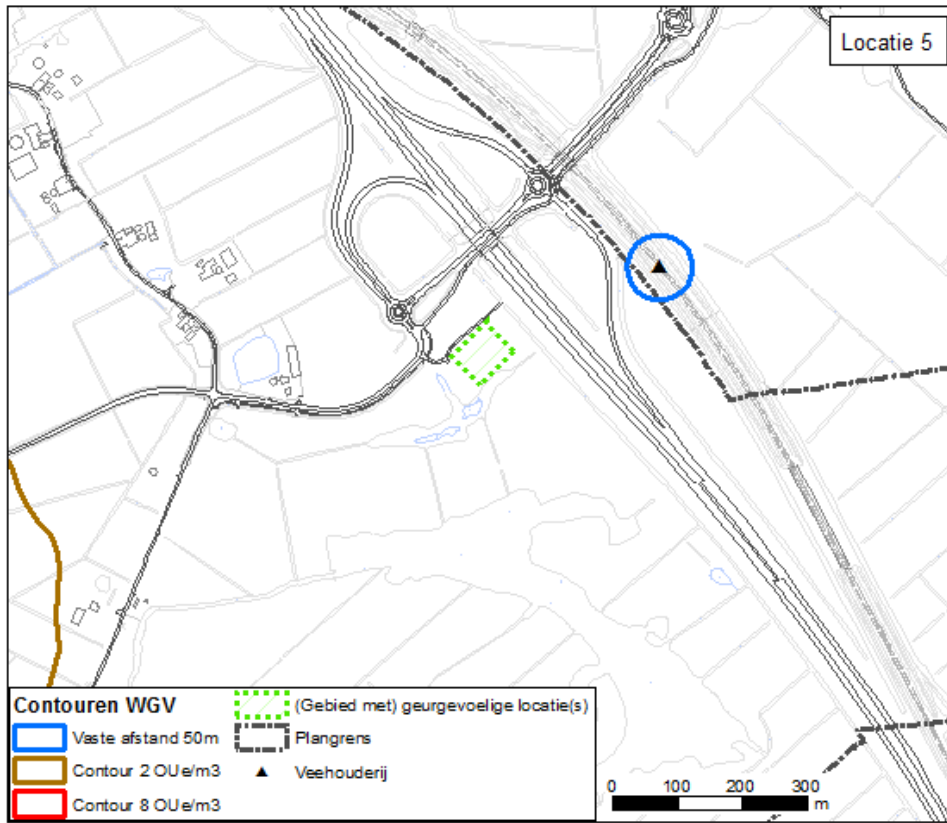 Locatie 5
Contouren WGV
Vaste afstand 50m
Contour 2 OUe/m3
Contour 8 OUe/m3
(Gebied met) geurgevoelige locatie(s)
Plangrens
Veehouderij
0 100 200 300
m